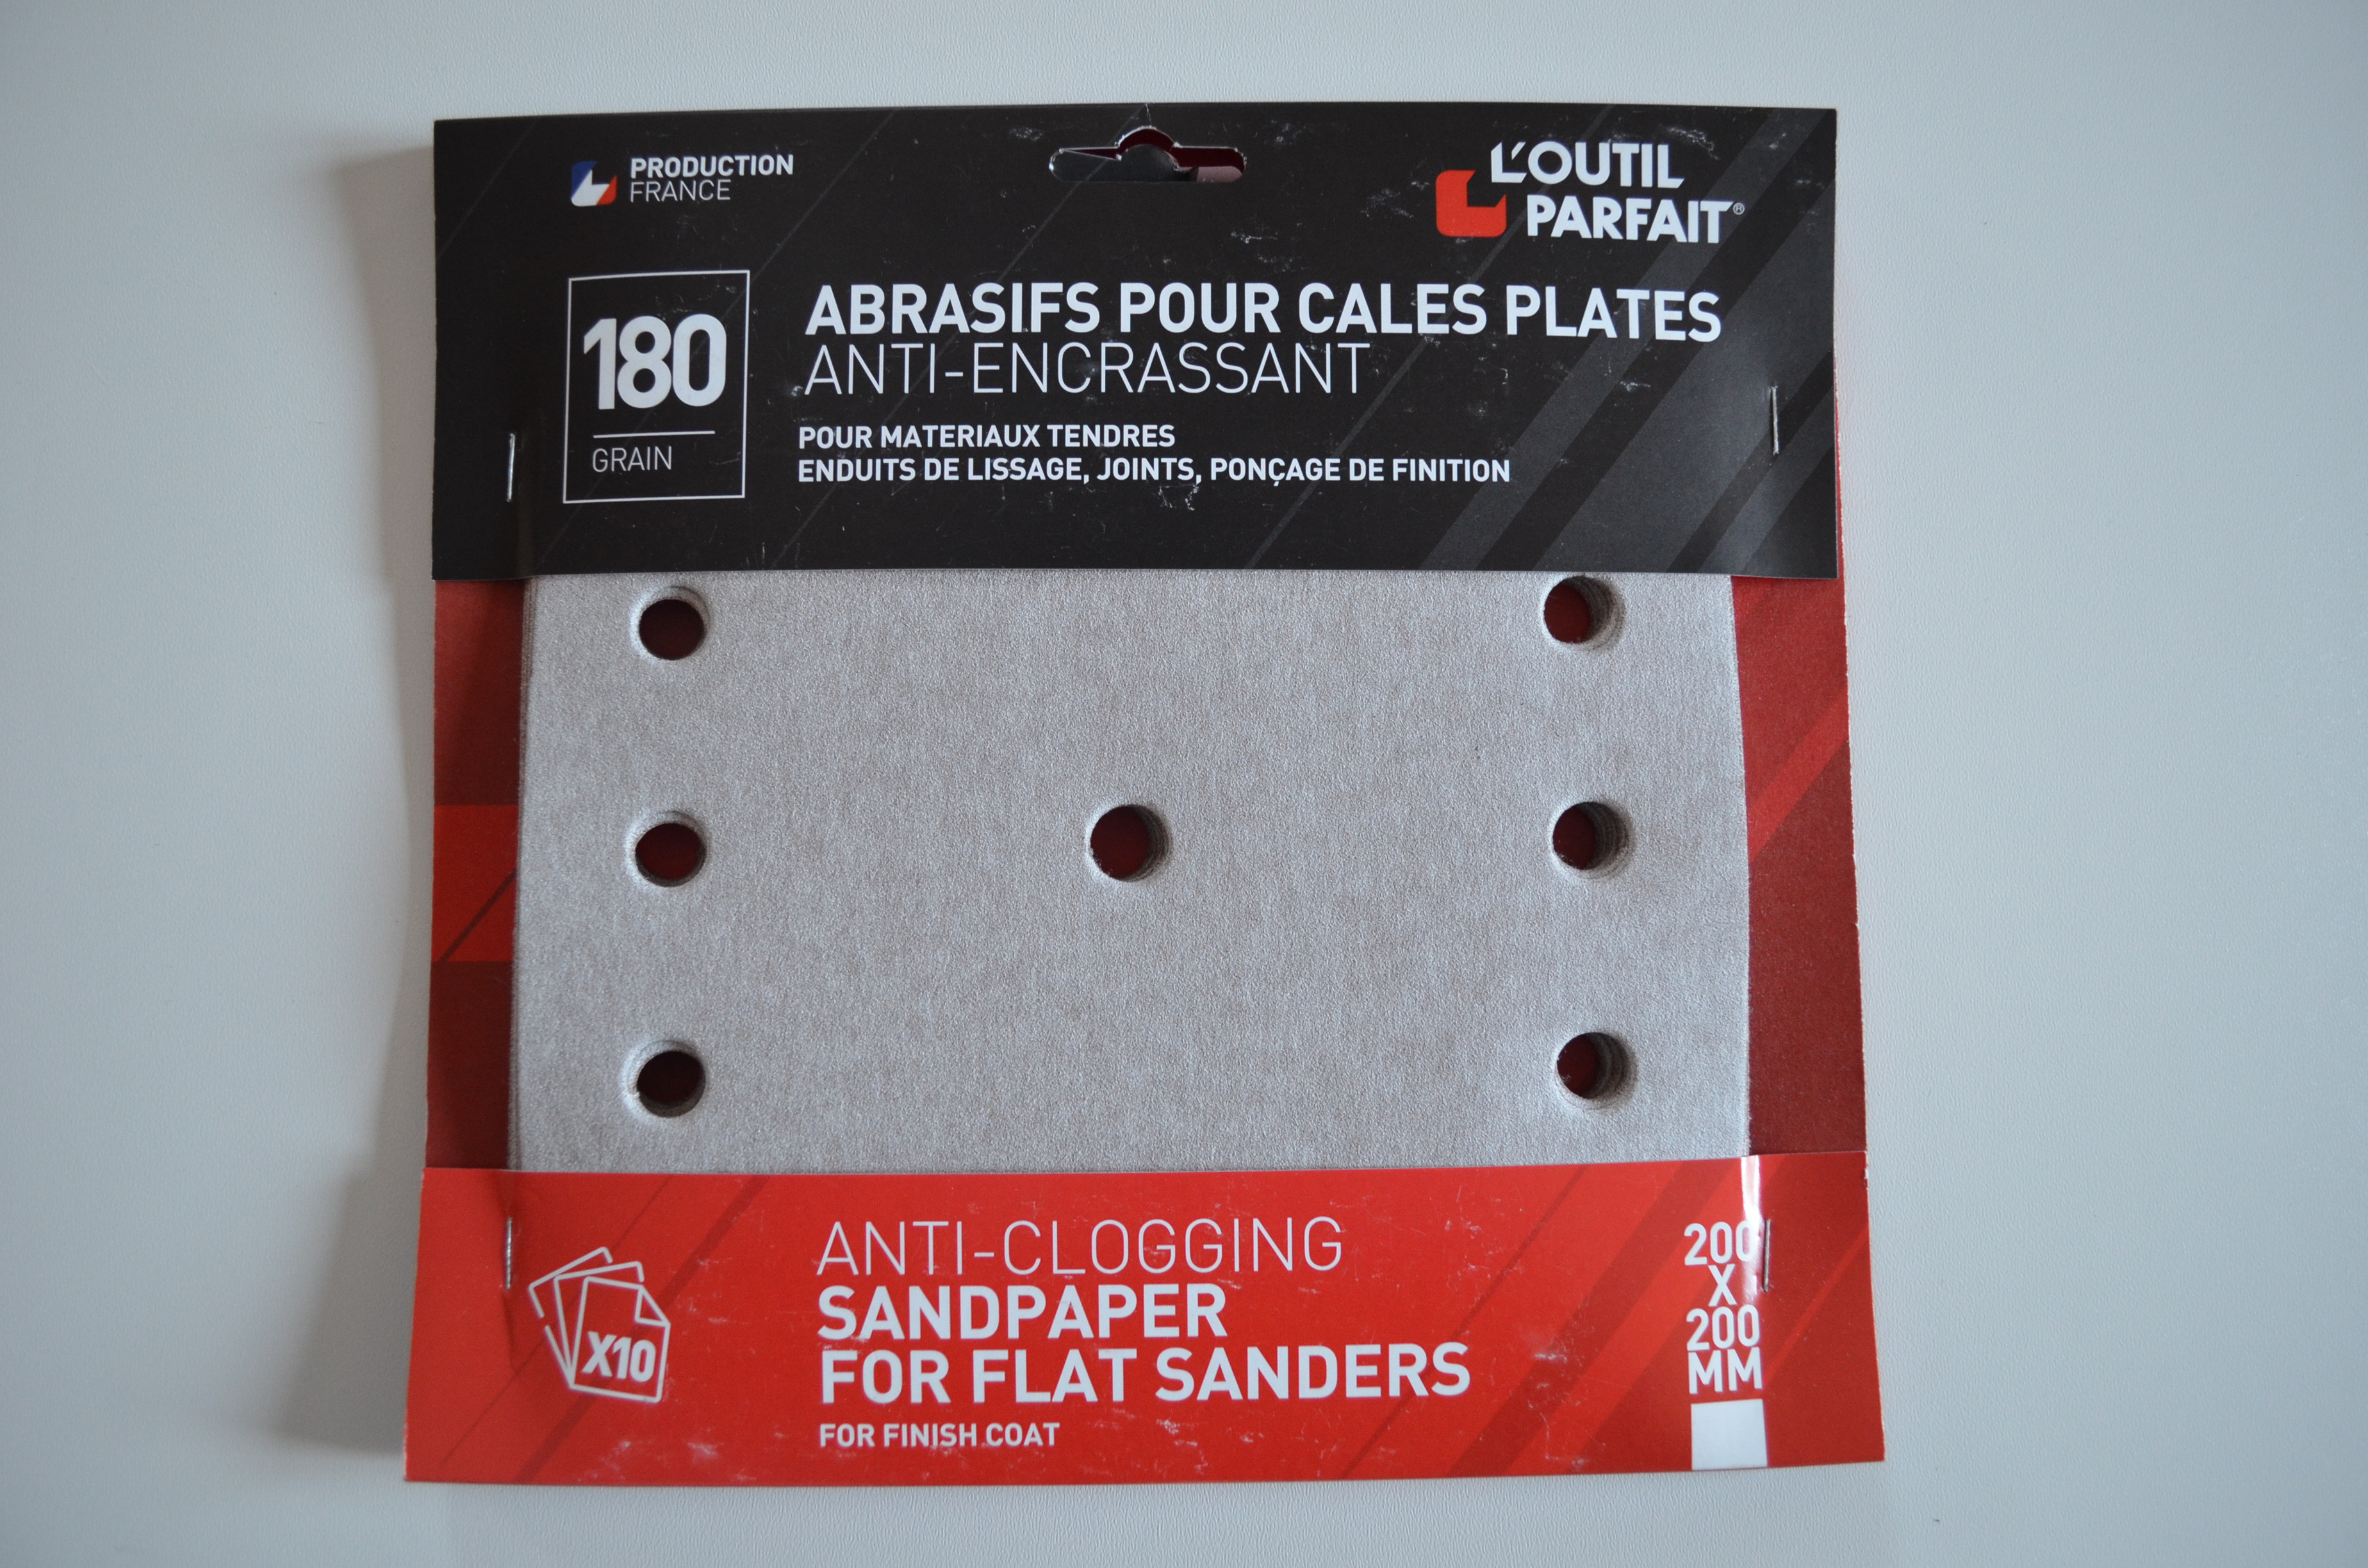 PRODUCTION
FRANCE
L'OUTIL
PARFAIT®
180
GRAIN
ABRASIFS POUR CALES PLATES
ANTI-ENCRASSANT
POUR MATERIAUX TENDRES
ENDUITS DE LISSAGE, JOINTS, PONÇAGE DE FINITION
X10
ANTI-CLOGGING
SANDPAPER
FOR FLAT SANDERS
FOR FINISH COAT
200
X
200
MM